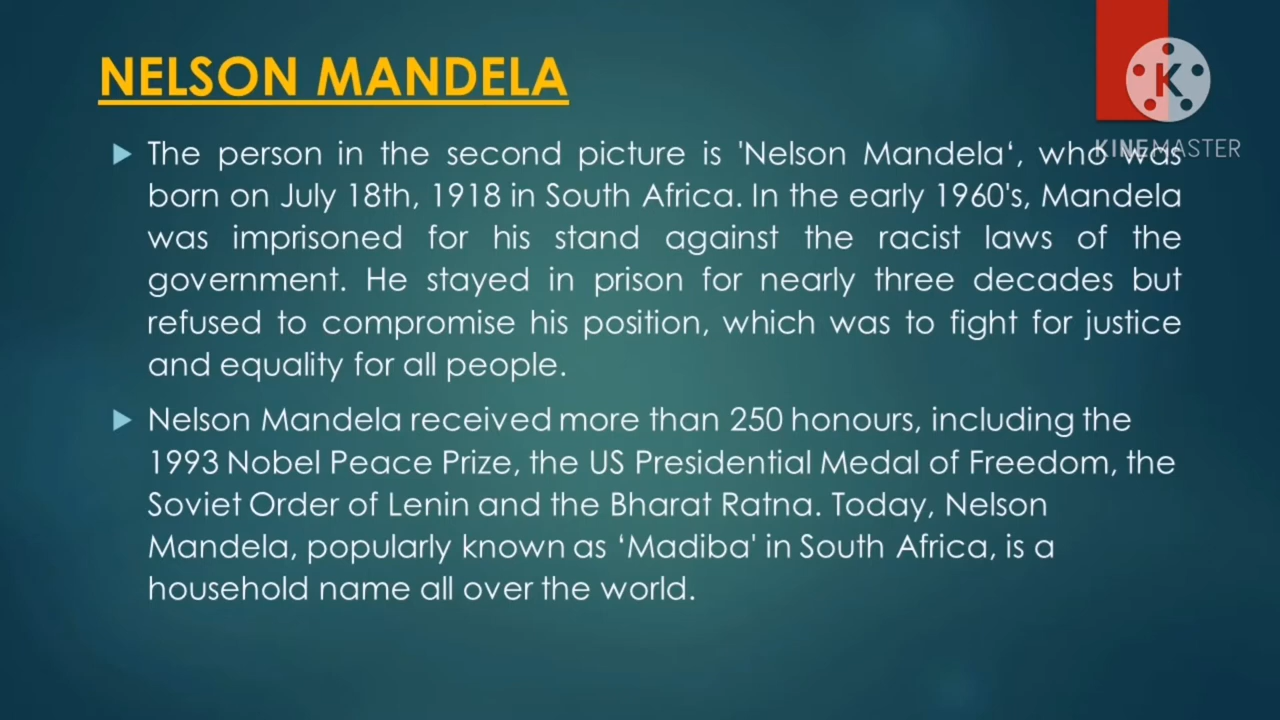 NELSON MANDELA
The person in the second picture is 'Nelson Mandela‘, who was
born on July 18th, 1918 in South Africa. In the early 1960's, Mandela
was imprisoned for his stand against the racist laws of the
government. He stayed in prison for nearly three decades but
refused to compromise his position, which was to fight for justice
and equality for all people.
Nelson Mandela received more than 250 honours, including the
1993 Nobel Peace Prize, the US Presidential Medal of Freedom, the
Soviet Order of Lenin and the Bharat Ratna. Today, Nelson
Mandela, popularly known as ‘Madiba' in South Africa, is a
household name all over the world.
K
KINEMASTER